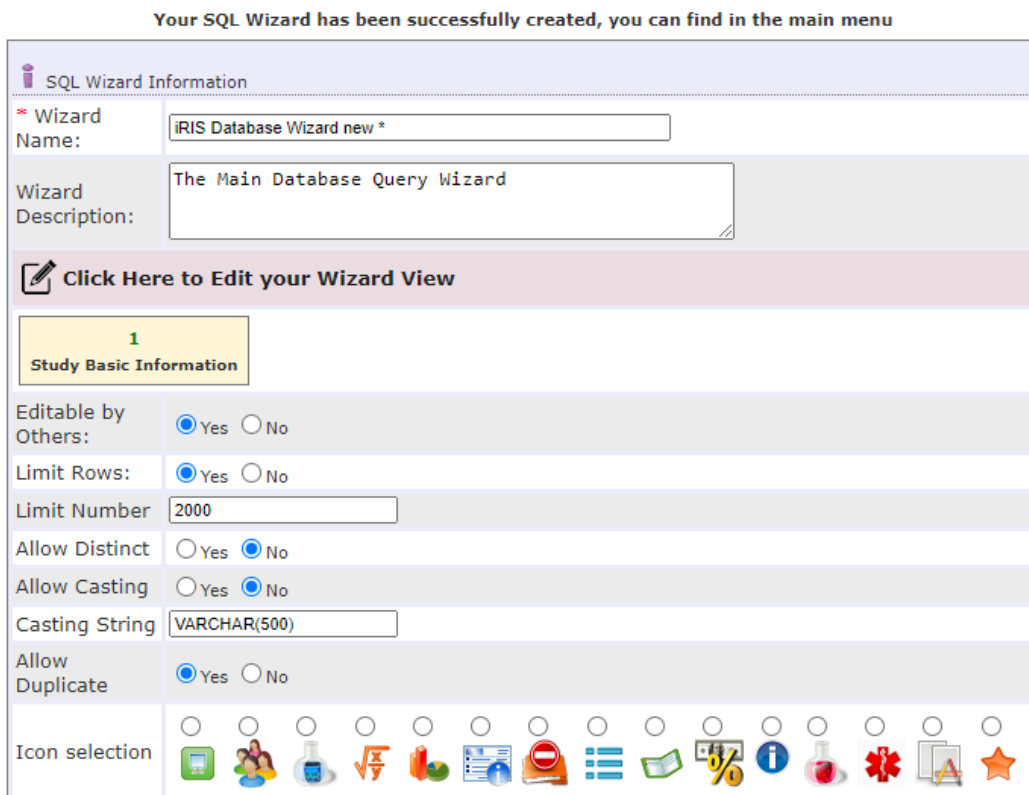 Your SQL Wizard has been successfully created, you can find in the main menu
SQL Wizard Information
* Wizard
Name:
iRIS Database Wizard new *
Wizard
Description:
The Main Database Query Wizard
Click Here to Edit your Wizard View
1
Study Basic Information
Editable by
Others:
Yes No
Limit Rows:
Yes No
Limit Number
2000
Allow Distinct
Yes No
Allow Casting
Yes No
Casting String
VARCHAR(500)
Allow
Duplicate
Yes No
Icon selection